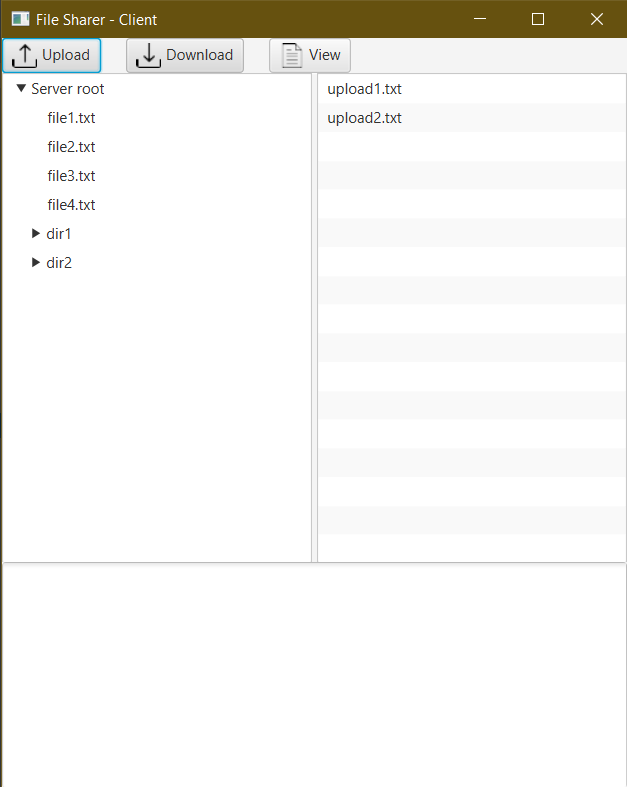 File Sharer - Client
Upload Download View
Server root
file1.txt
file2.txt
file3.txt
file4.txt
dir1
dir2
upload1.txt
upload2.txt